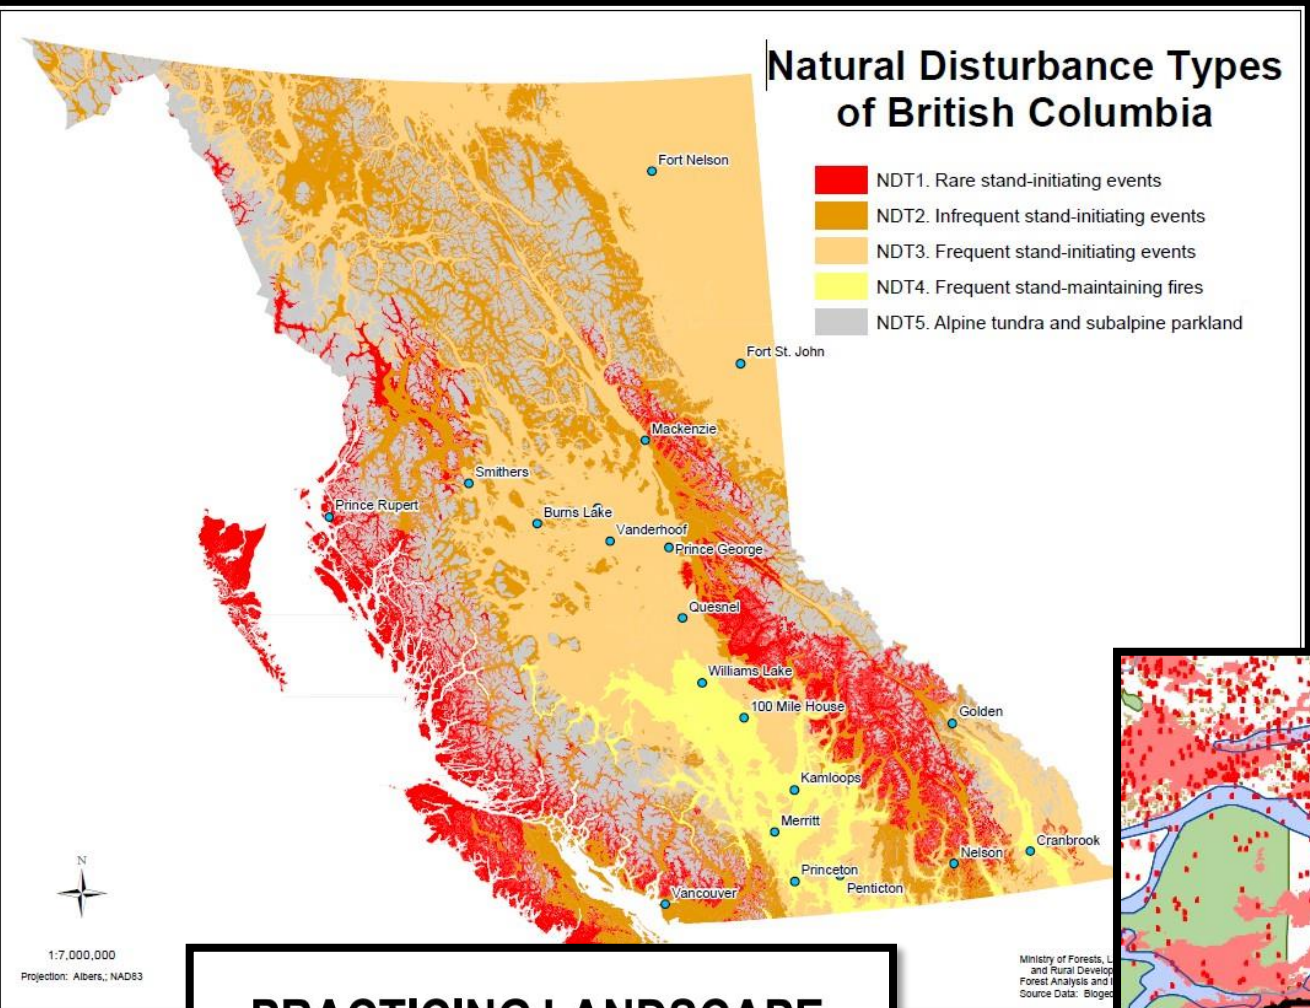 Natural Disturbance Types
of British Columbia
NDT1. Rare stand-initiating events
NDT2. Infrequent stand-initiating events
NDT3. Frequent stand-initiating events
NDT4. Frequent stand-maintaining fires
NDT5. Alpine tundra and subalpine parkland
Fort Nelson
Fort St. John
Mackenzie
Smithers
Prince Rupert
Burns Lake
Vanderhoof
Prince George
Quesnel
Williams Lake
100 Mile House
Golden
Kamloops
Merritt
Cranbrook
Nelson
Princeton
Penticton
Vancouver
N
1:7,000,000
Projection: Albers,; NAD83
Ministry of Forests,
and Rural
Forest Analysis and
Source Data:
PRACTICING LANDSCAPE